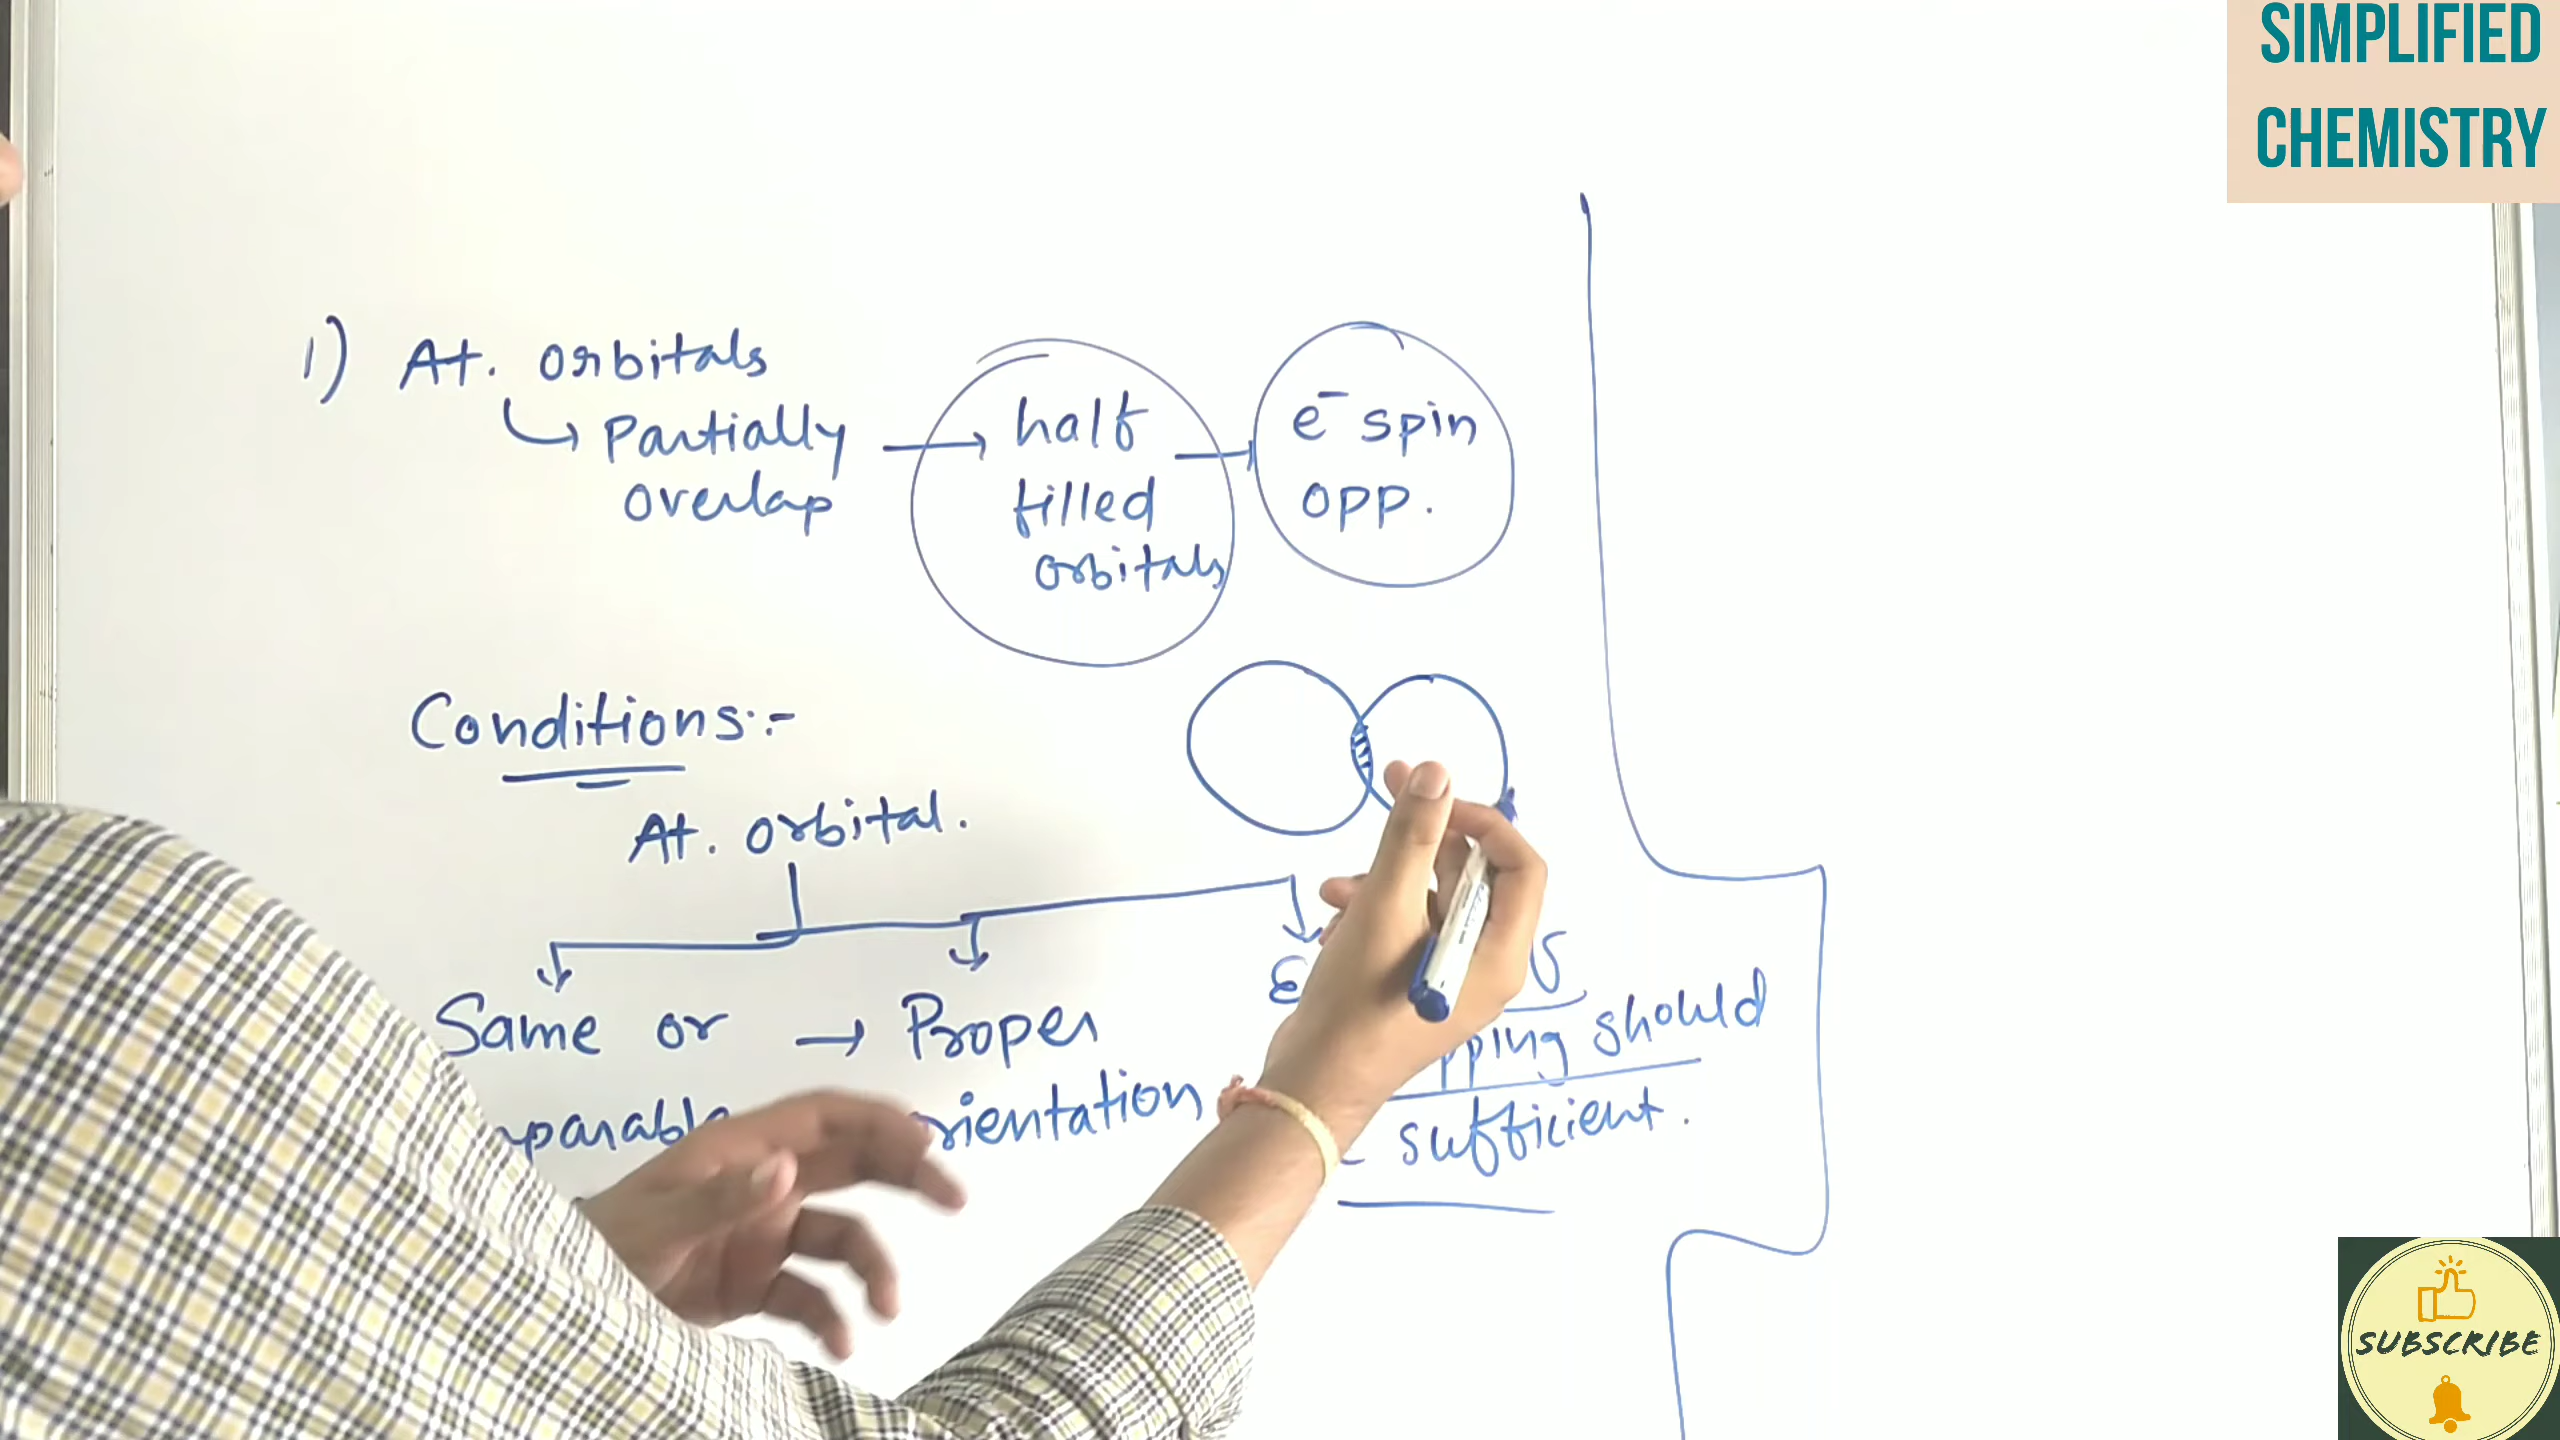 SIMPLIFIED
CHEMISTRY
1) At. orbitals
↳ Partially → half → e⁻ spin
overlap filled opp.
orbitals
Conditions:-
At. orbital.
Same or → Proper should
sufficient.
SUBSCRIBE